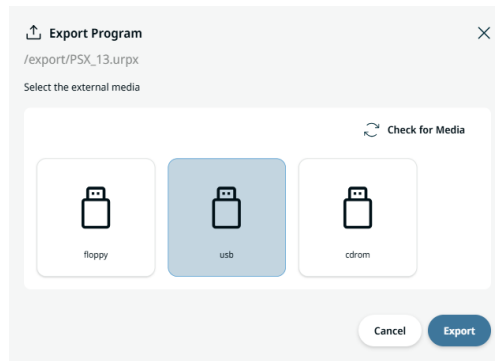 Export Program
/export/PSX_13.urpx
Select the external media
Check for Media
floppy
usb
cdrom
Cancel
Export